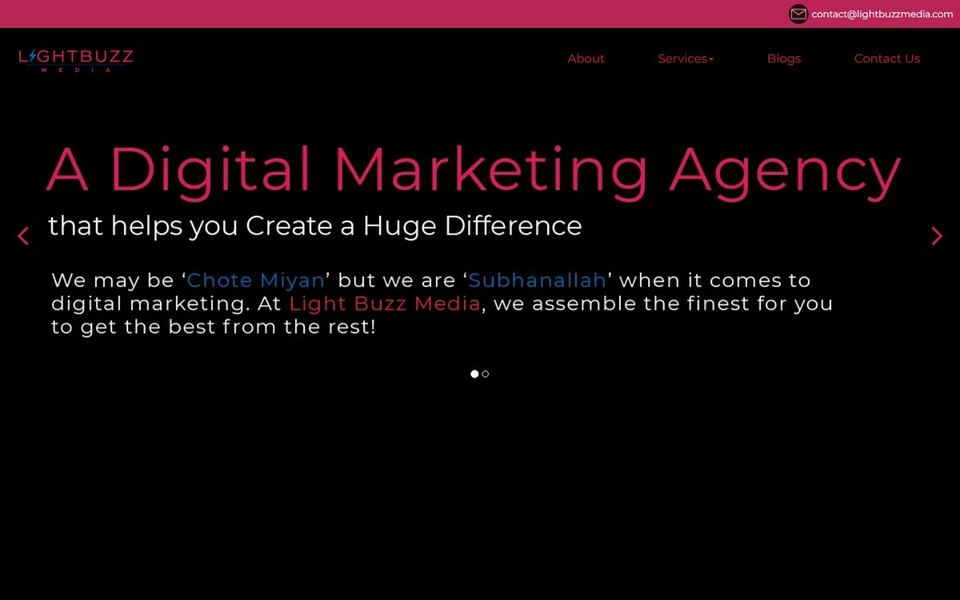 contact@lightbuzzmedia.com
LIGHTBUZZ
MEDIA
About
Services
Blogs
Contact Us
A Digital Marketing Agency
that helps you Create a Huge Difference
We may be ‘Chote Miyan’ but we are ‘Subhanallah’ when it comes to
digital marketing. At Light Buzz Media, we assemble the finest for you
to get the best from the rest!